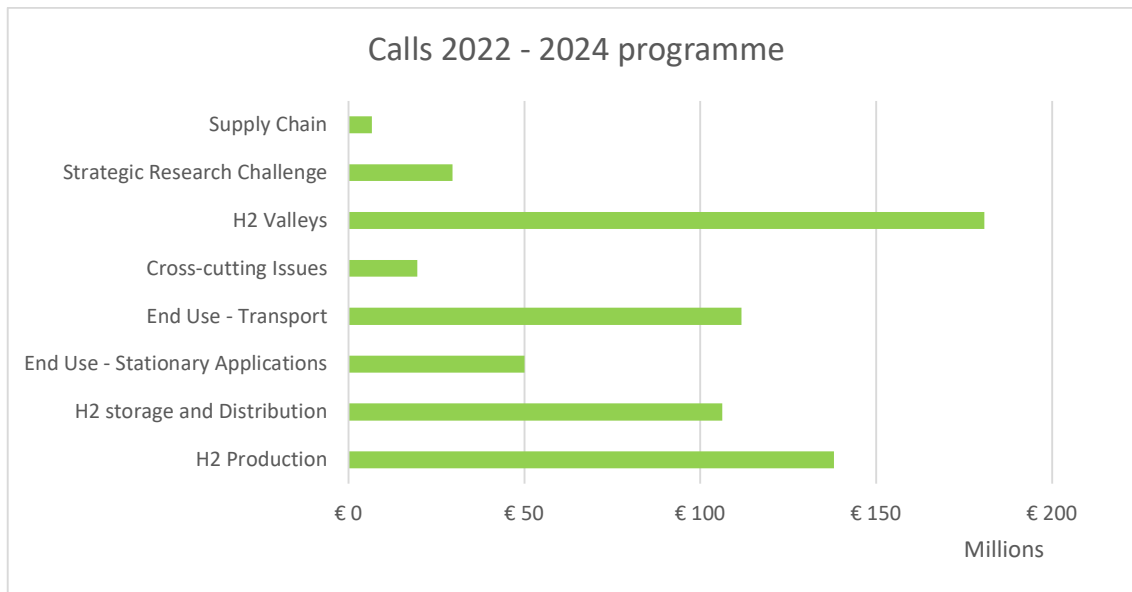 Calls 2022 - 2024 programme
Supply Chain
Strategic Research Challenge
H2 Valleys
Cross-cutting Issues
End Use - Transport
End Use - Stationary Applications
H2 storage and Distribution
H2 Production
€ 0 € 50 € 100 € 150 € 200
Millions